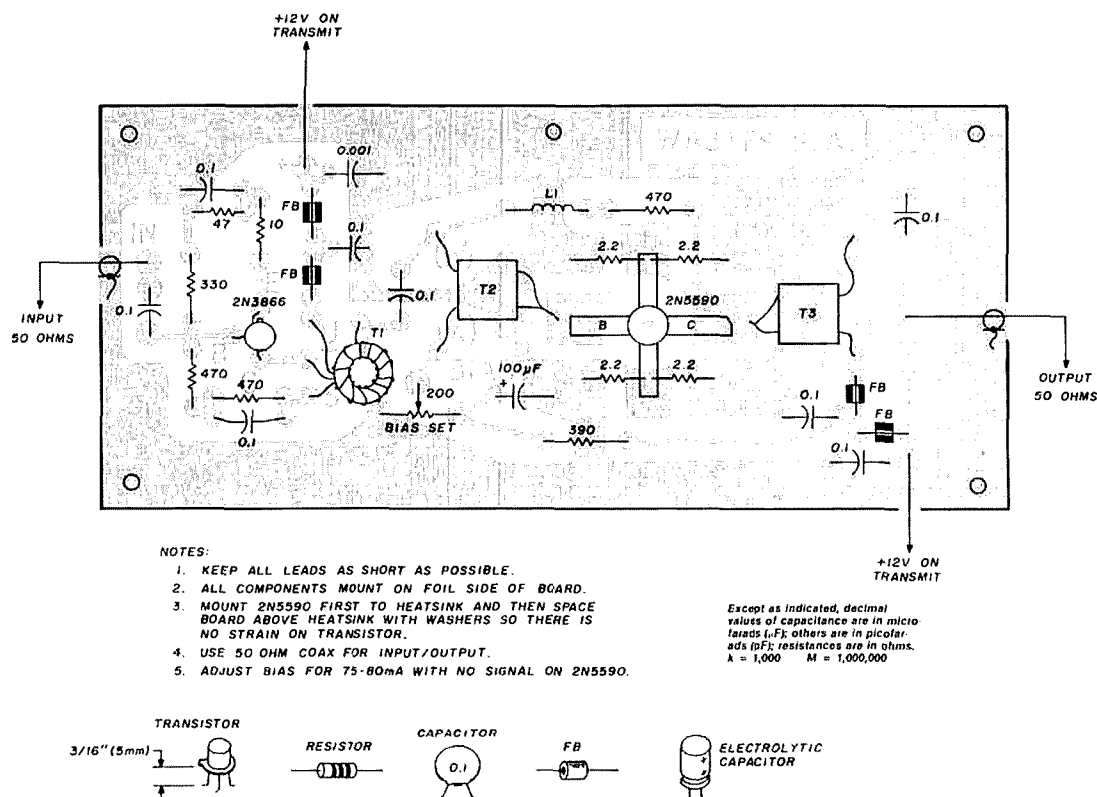 +12V ON
TRANSMIT
0.001
0.1
FB
47
10
0.1
L1
470
0.1
2.2
2.2
FB
330
2N3866
0.1
T2
2N5590
T3
INPUT
50 OHMS
0.1
B
C
T1
470
470
200
100µF
+
2.2
2.2
FB
OUTPUT
50 OHMS
BIAS SET
0.1
FB
0.1
390
0.1
+12V ON
TRANSMIT
NOTES:
1. KEEP ALL LEADS AS SHORT AS POSSIBLE.
2. ALL COMPONENTS MOUNT ON FOIL SIDE OF BOARD.
3. MOUNT 2N5590 FIRST TO HEATSINK AND THEN SPACE
BOARD ABOVE HEATSINK WITH WASHERS SO THERE IS
NO STRAIN ON TRANSISTOR.
4. USE 50 OHM COAX FOR INPUT/OUTPUT.
5. ADJUST BIAS FOR 75-80mA WITH NO SIGNAL ON 2N5590.
Except as indicated, decimal
values of capacitance are in micro-
farads (µF); others are in picofar-
ads (pF); resistances are in ohms.
k = 1,000 M = 1,000,000
TRANSISTOR
3/16" (5mm)
RESISTOR
CAPACITOR
0.1
FB
+
ELECTROLYTIC
CAPACITOR